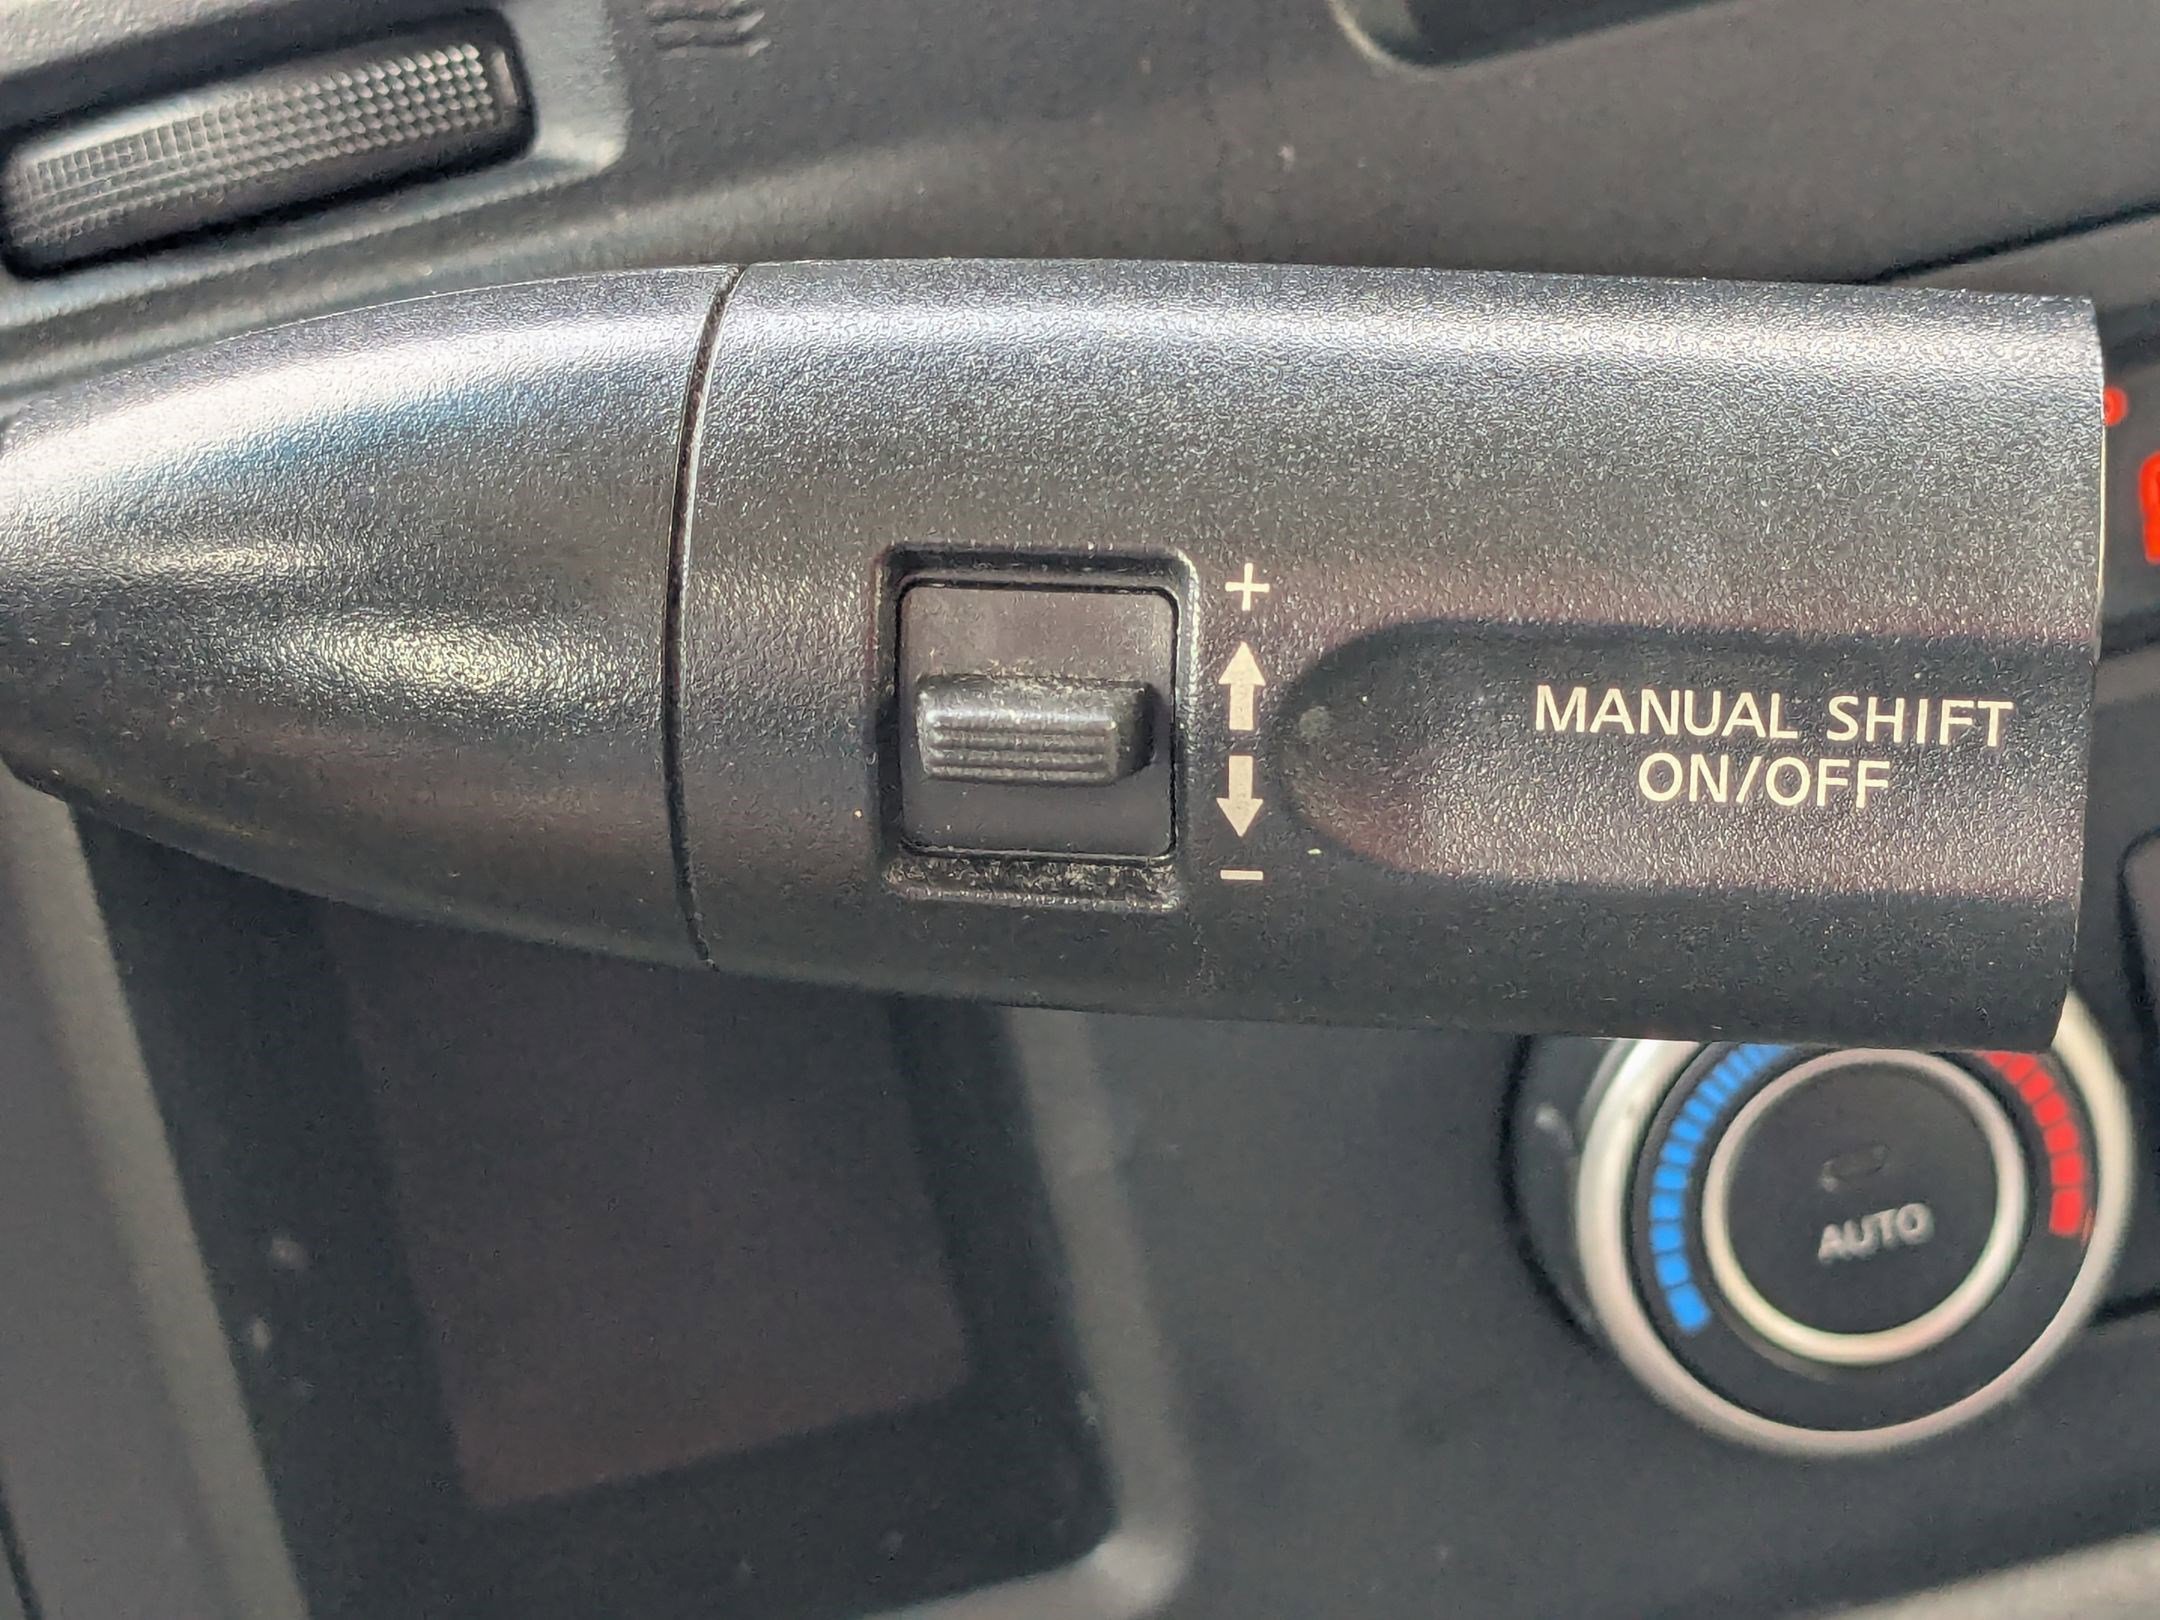 +
MANUAL SHIFT
ON/OFF
–
AUTO